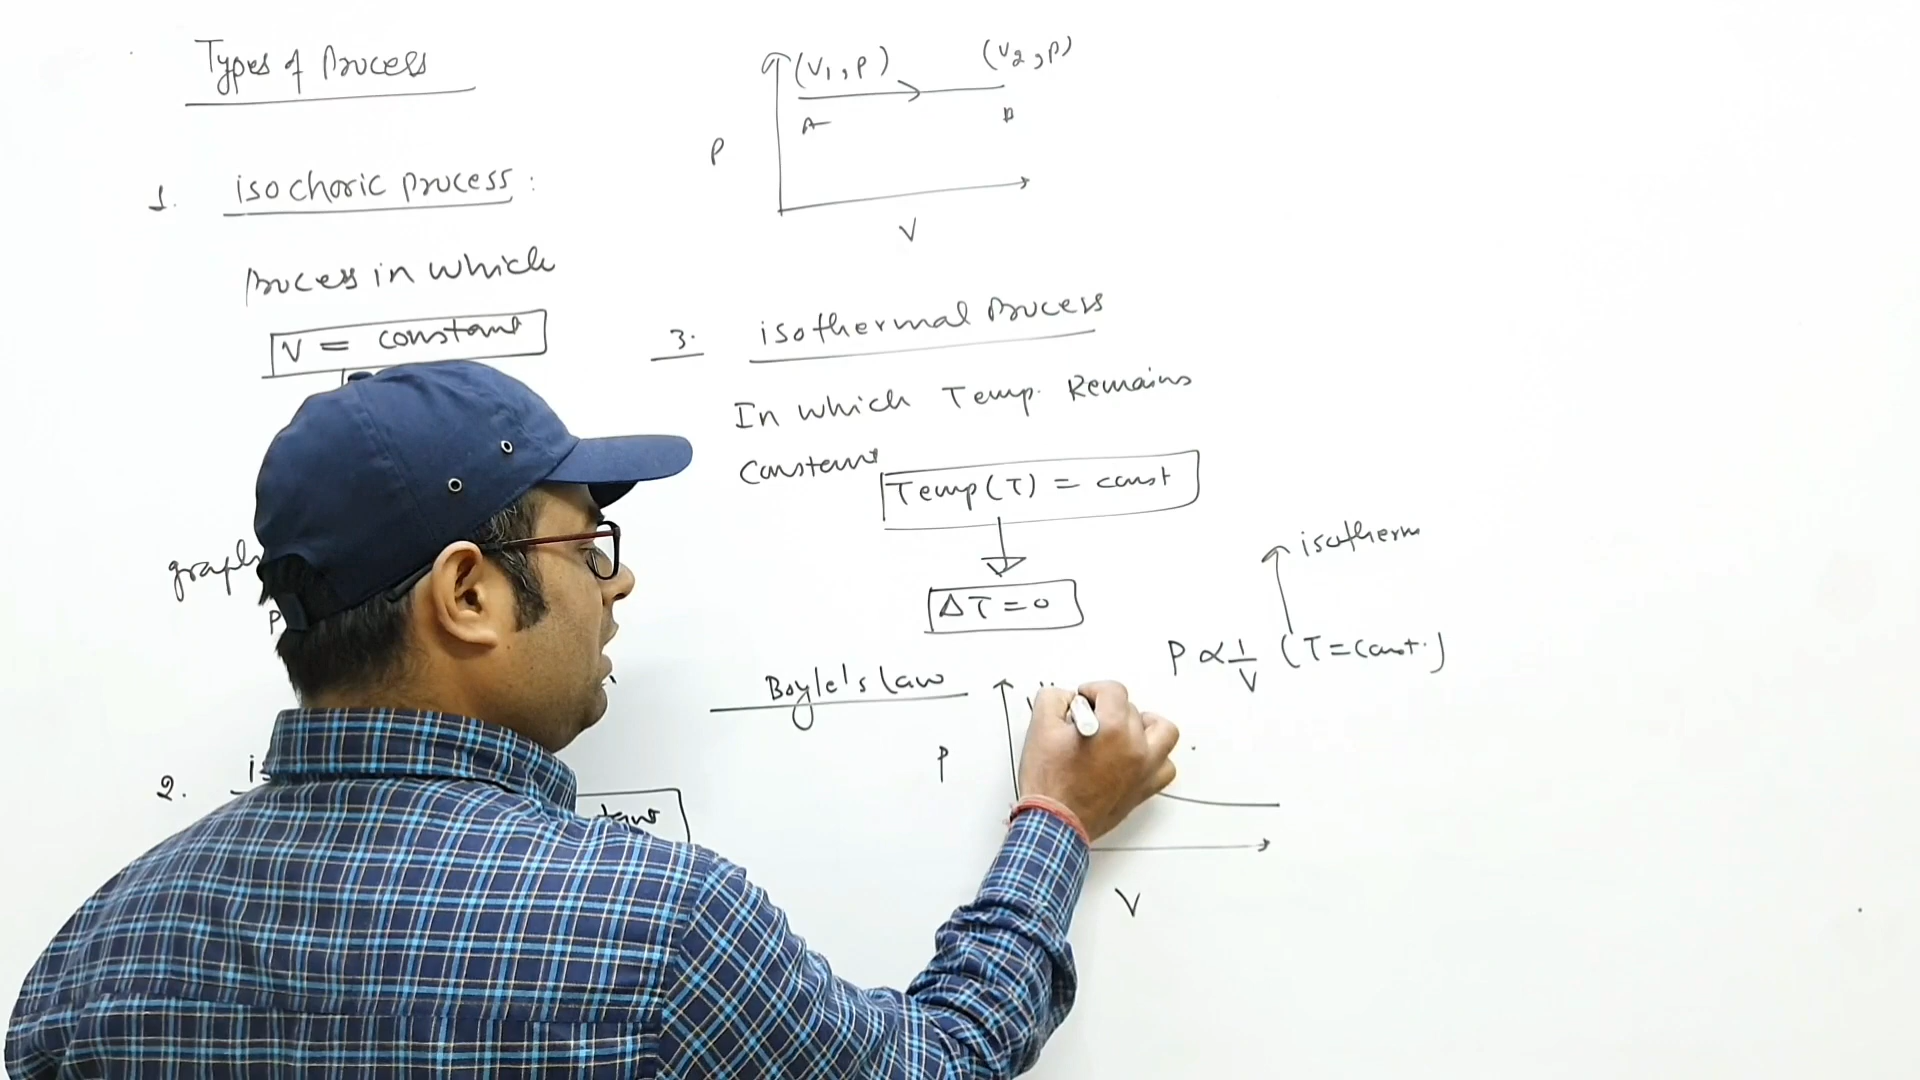 Types of Process
1. isochoric process :
Process in which
V = constant
graph
P
2.
(V1, P)
(V2, P)
A
B
P
V
3. isothermal Process
In which Temp. Remains
Constant
Temp(T) = const
ΔT = 0
isotherm
P ∝ 1/V (T = const.)
Boyle's law
P
V